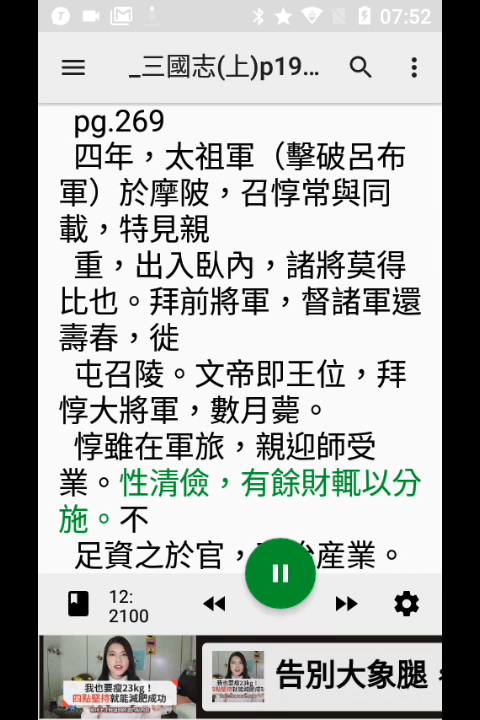 07:52
_三國志(上)p19...
pg.269
四年，太祖軍（擊破呂布
軍）於摩陂，召惇常與同
載，特見親
重，出入臥內，諸將莫得
比也。拜前將軍，督諸軍還
壽春，徙
屯召陵。文帝即王位，拜
惇大將軍，數月薨。
惇雖在軍旅，親迎師受
業。性清儉，有餘財輒以分
施。不
足資之於官，治産業。
12:
2100
我也要瘦23kg！
四點堅持就能減肥成功
告別大象腿，